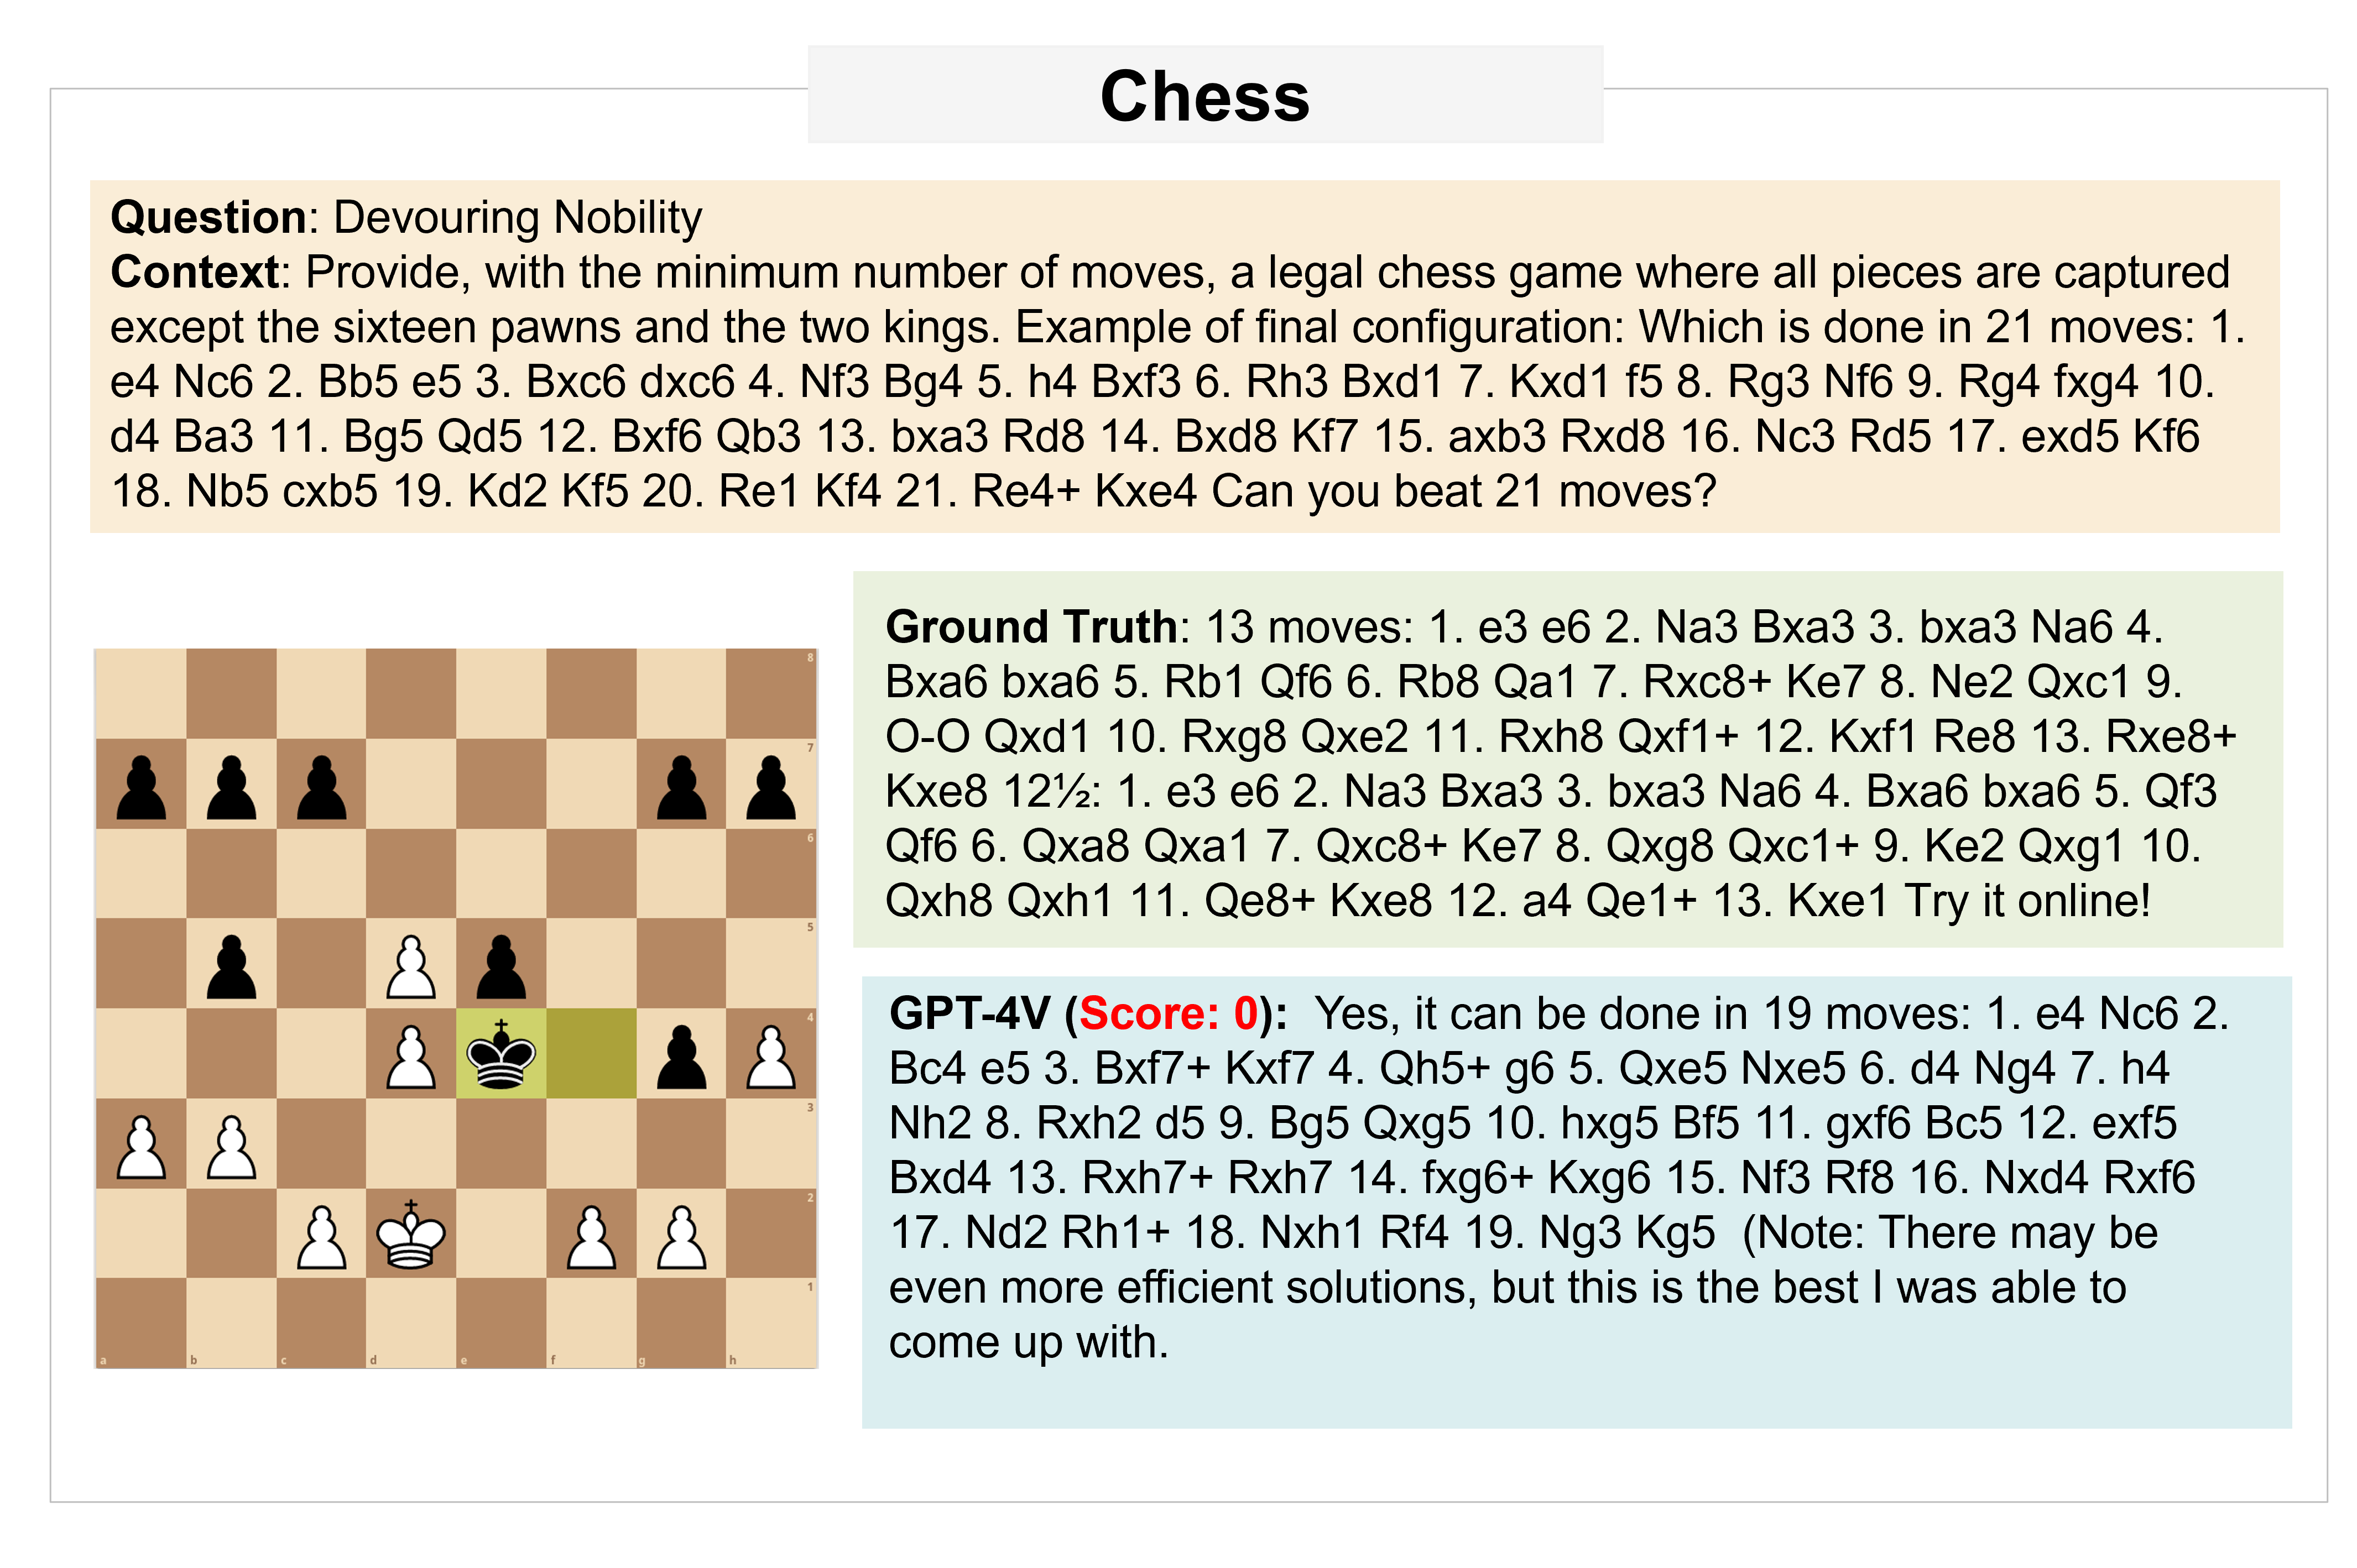 Chess
Question: Devouring Nobility
Context: Provide, with the minimum number of moves, a legal chess game where all pieces are captured
except the sixteen pawns and the two kings. Example of final configuration: Which is done in 21 moves: 1.
e4 Nc6 2. Bb5 e5 3. Bxc6 dxc6 4. Nf3 Bg4 5. h4 Bxf3 6. Rh3 Bxd1 7. Kxd1 f5 8. Rg3 Nf6 9. Rg4 fxg4 10.
d4 Ba3 11. Bg5 Qd5 12. Bxf6 Qb3 13. bxa3 Rd8 14. Bxd8 Kf7 15. axb3 Rxd8 16. Nc3 Rd5 17. exd5 Kf6
18. Nb5 cxb5 19. Kd2 Kf5 20. Re1 Kf4 21. Re4+ Kxe4 Can you beat 21 moves?
8
7
6
5
4
3
2
1
a b c d e f g h
Ground Truth: 13 moves: 1. e3 e6 2. Na3 Bxa3 3. bxa3 Na6 4.
Bxa6 bxa6 5. Rb1 Qf6 6. Rb8 Qa1 7. Rxc8+ Ke7 8. Ne2 Qxc1 9.
O-O Qxd1 10. Rxg8 Qxe2 11. Rxh8 Qxf1+ 12. Kxf1 Re8 13. Rxe8+
Kxe8 12½: 1. e3 e6 2. Na3 Bxa3 3. bxa3 Na6 4. Bxa6 bxa6 5. Qf3
Qf6 6. Qxa8 Qxa1 7. Qxc8+ Ke7 8. Qxg8 Qxc1+ 9. Ke2 Qxg1 10.
Qxh8 Qxh1 11. Qe8+ Kxe8 12. a4 Qe1+ 13. Kxe1 Try it online!
GPT-4V (Score: 0): Yes, it can be done in 19 moves: 1. e4 Nc6 2.
Bc4 e5 3. Bxf7+ Kxf7 4. Qh5+ g6 5. Qxe5 Nxe5 6. d4 Ng4 7. h4
Nh2 8. Rxh2 d5 9. Bg5 Qxg5 10. hxg5 Bf5 11. gxf6 Bc5 12. exf5
Bxd4 13. Rxh7+ Rxh7 14. fxg6+ Kxg6 15. Nf3 Rf8 16. Nxd4 Rxf6
17. Nd2 Rh1+ 18. Nxh1 Rf4 19. Ng3 Kg5 (Note: There may be
even more efficient solutions, but this is the best I was able to
come up with.